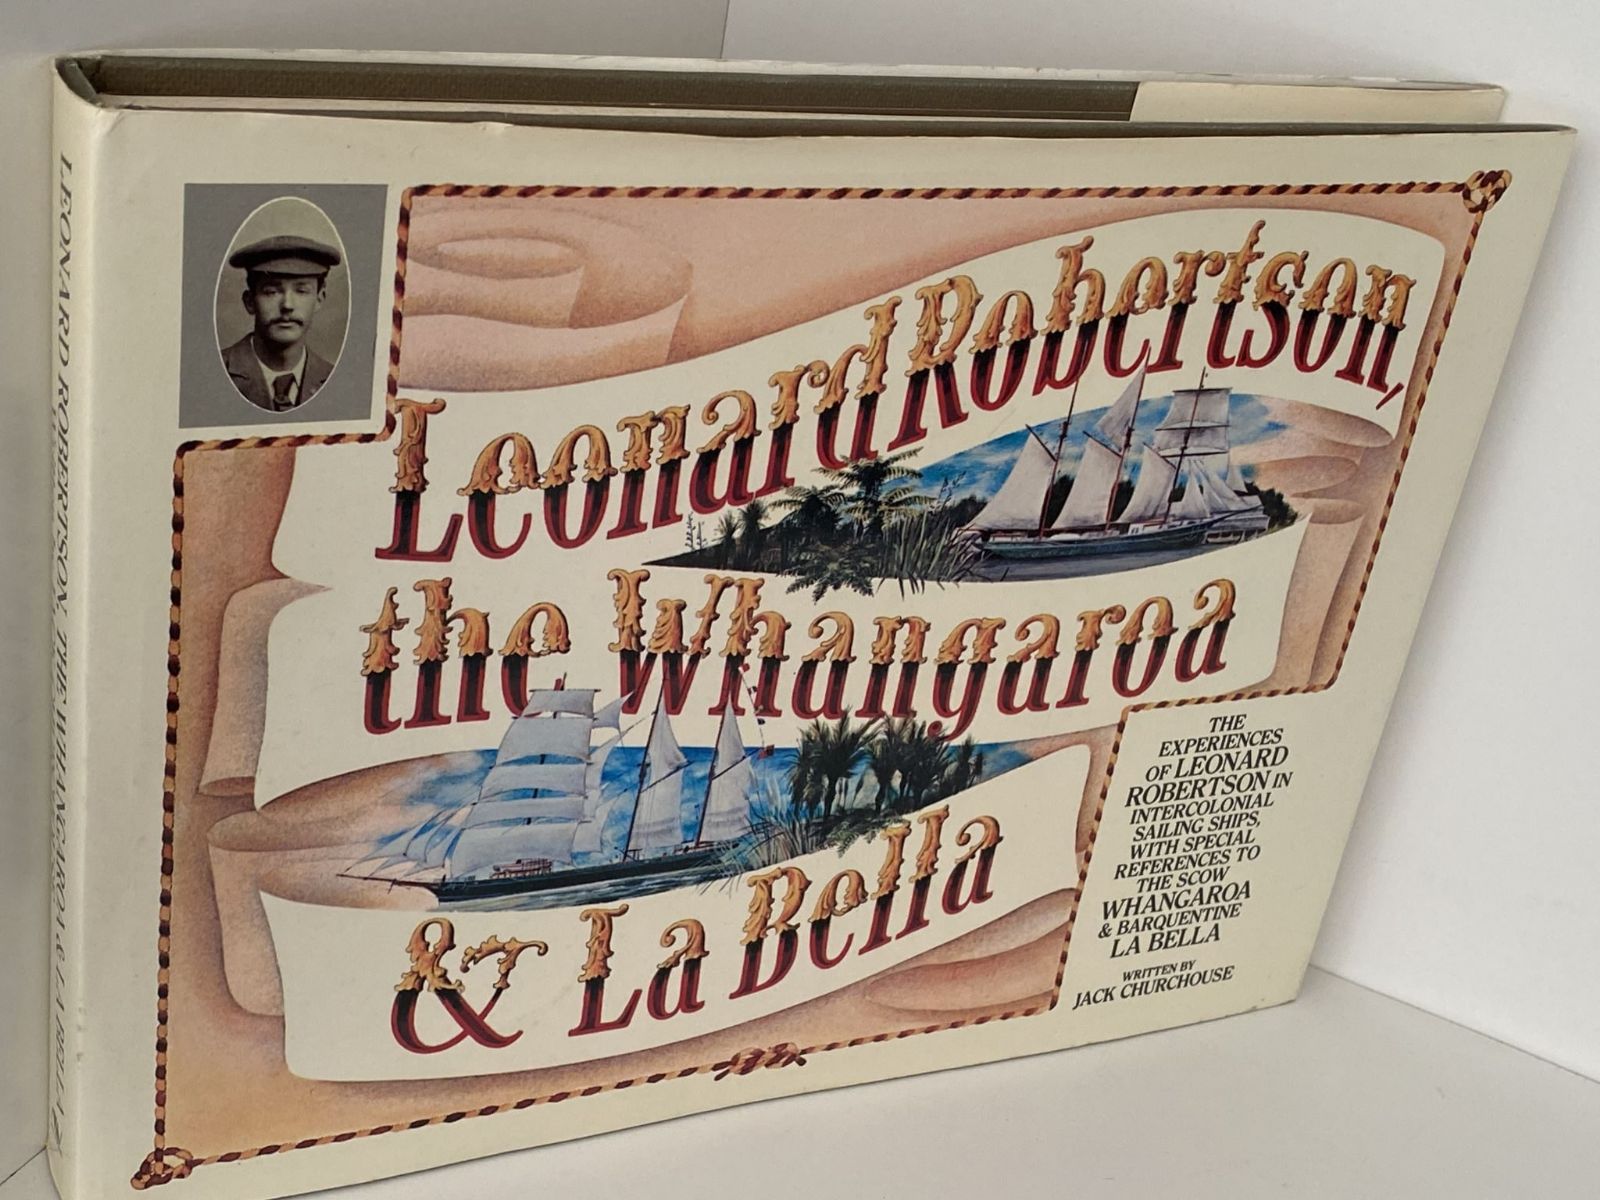 LEONARD ROBERTSON, THE WHANGAROA & LA BELLA
Leonard Robertson,
the Whangaroa
& La Bella
THE
EXPERIENCES
OF LEONARD
ROBERTSON IN
INTERCOLONIAL
SAILING SHIPS,
WITH SPECIAL
REFERENCES TO
THE SCOW
WHANGAROA
& BARQUENTINE
LA BELLA
WRITTEN BY
JACK CHURCHOUSE